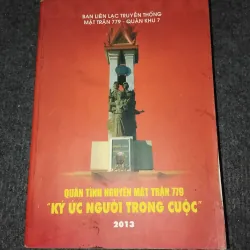 BAN LIÊN LẠC TRUYỀN THỐNG
MẶT TRẬN 779 - QUÂN KHU 7
QUÂN TÌNH NGUYỆN MẶT TRẬN 779
"KÝ ỨC NGƯỜI TRONG CUỘC"
2013